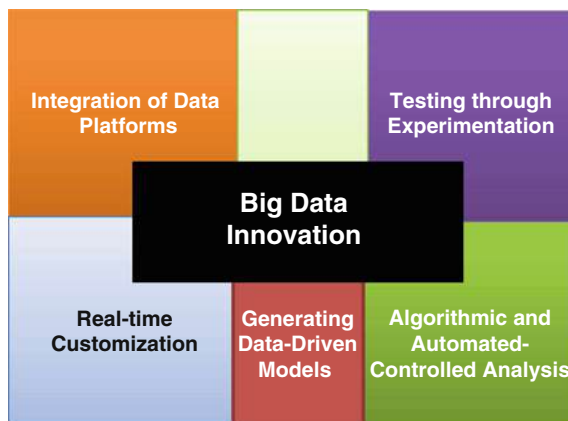 Integration of Data
Platforms
Testing through
Experimentation
Big Data
Innovation
Real-time
Customization
Generating
Data-Driven
Models
Algorithmic and
Automated-
Controlled Analysis